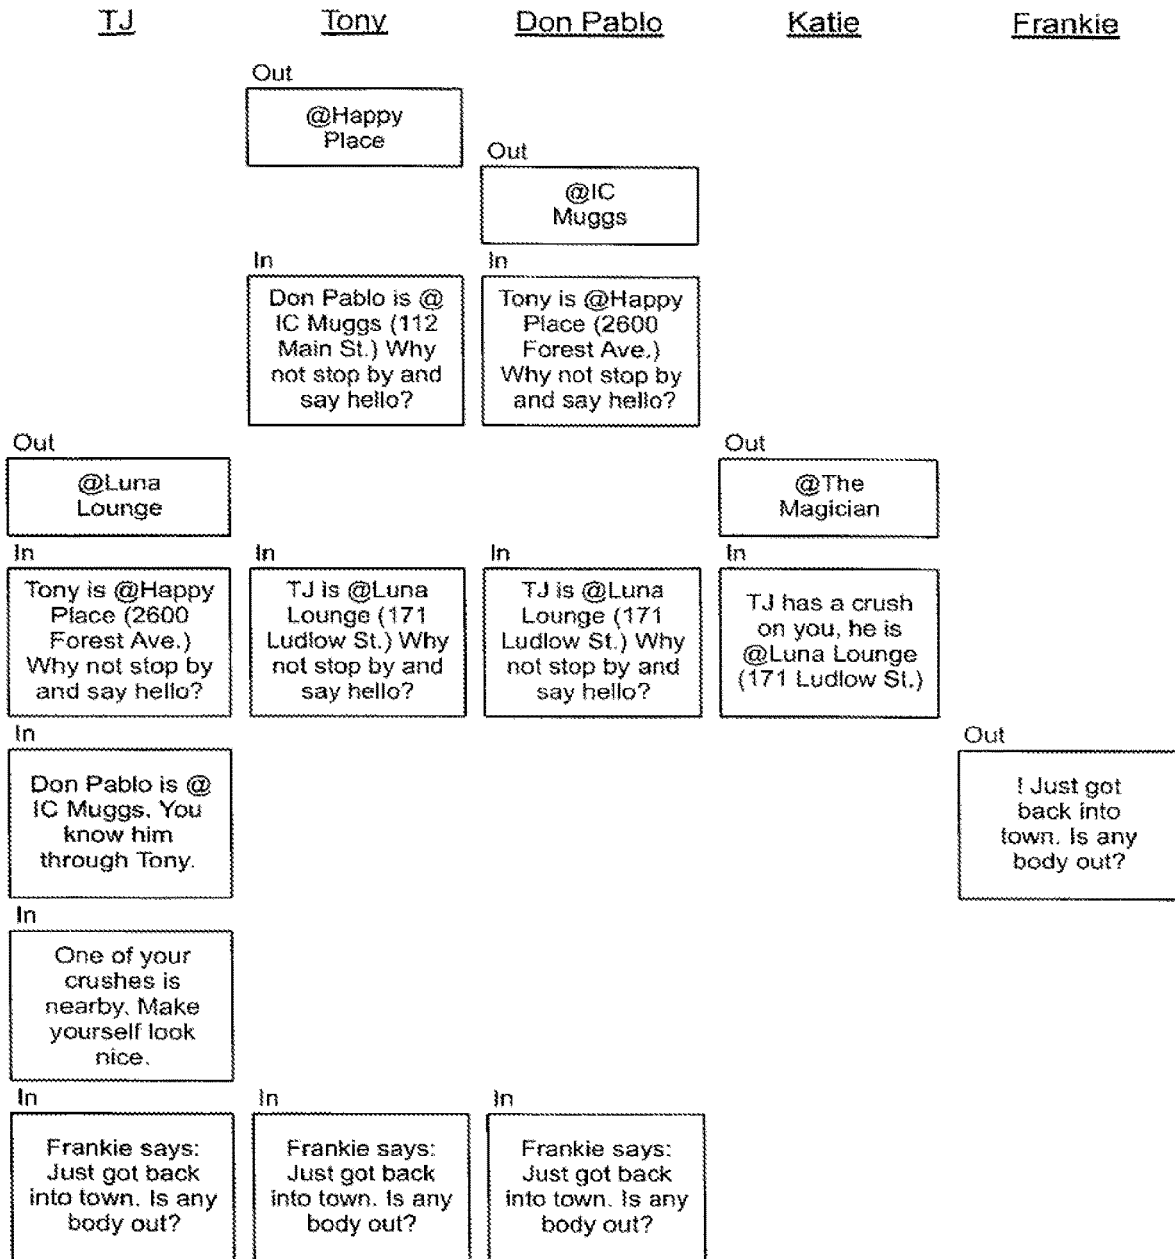 TJ
Tony
Don Pablo
Katie
Frankie
Out
@Happy
Place
Out
@IC
Muggs
In
Don Pablo is @
IC Muggs (112
Main St.) Why
not stop by and
say hello?
In
Tony is @Happy
Place (2600
Forest Ave.)
Why not stop by
and say hello?
Out
@Luna
Lounge
Out
@The
Magician
In
Tony is @Happy
Place (2600
Forest Ave.)
Why not stop by
and say hello?
In
TJ is @Luna
Lounge (171
Ludlow St.) Why
not stop by and
say hello?
In
TJ is @Luna
Lounge (171
Ludlow St.) Why
not stop by and
say hello?
In
TJ has a crush
on you, he is
@Luna Lounge
(171 Ludlow St.)
In
Don Pablo is @
IC Muggs. You
know him
through Tony.
Out
! Just got
back into
town. Is any
body out?
In
One of your
crushes is
nearby. Make
yourself look
nice.
In
Frankie says:
Just got back
into town. Is any
body out?
In
Frankie says:
Just got back
into town. Is any
body out?
In
Frankie says:
Just got back
into town. Is any
body out?